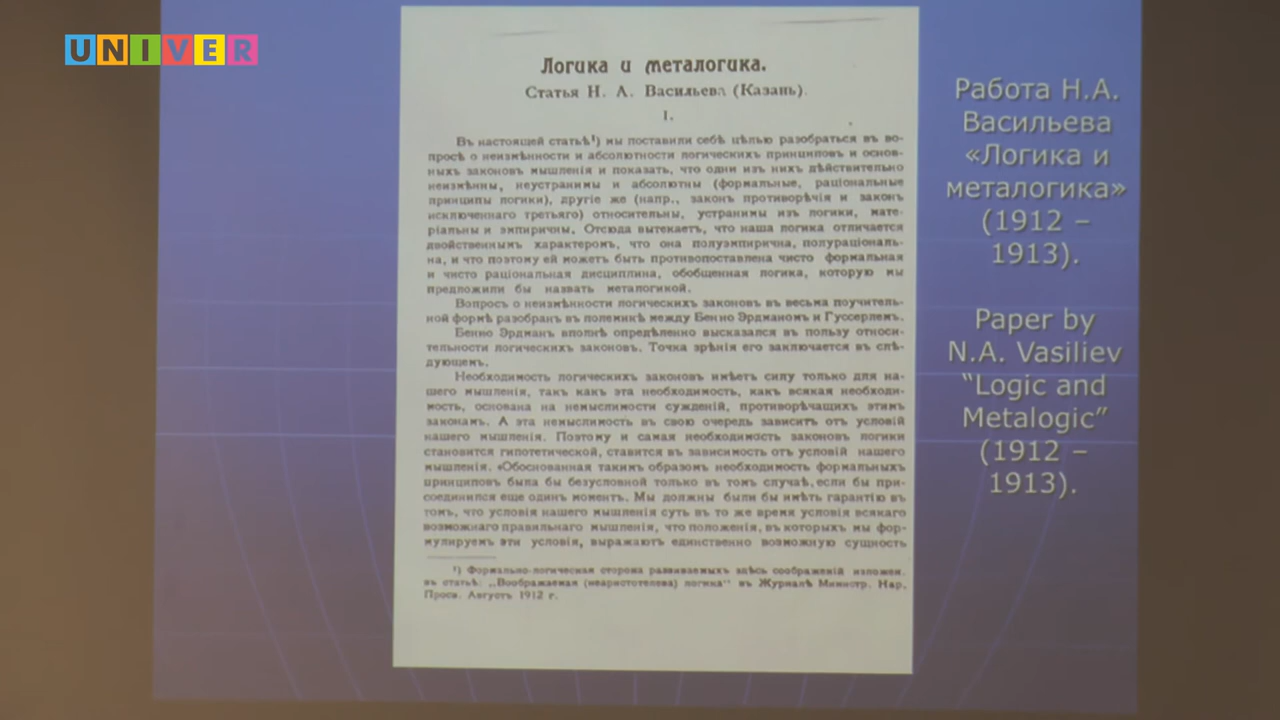 UNIVER
Логика и металогика.
Статья Н. А. Васильева (Казань).
I.
Въ настоящей статьѣ¹) мы поставили себѣ цѣлью разобраться въ во-
просѣ о неизмѣнности и абсолютности логическихъ принциповъ и основ-
ныхъ законовъ мышленія и показать, что одни изъ нихъ дѣйствительно
неизмѣнны, неустранимы и абсолютны (формальные, раціональные
принципы логики), другіе же (напр., законъ противорѣчія и законъ
исключеннаго третьяго) относительны, устранимы изъ логики, мате-
ріальны и эмпиричны. Отсюда вытекаетъ, что наша логика отличается
двойственнымъ характеромъ, что она полуэмпирична, полураціональ-
на, и что поэтому ей можетъ быть противопоставлена чисто формальная
и чисто раціональная дисциплина, обобщенная логика, которую мы
предложили бы назвать металогикой.
Вопросъ о неизмѣнности логическихъ законовъ въ весьма поучитель-
ной формѣ разобранъ въ полемикѣ между Бенно Эрдманомъ и Гуссерлемъ.
Бенно Эрдманъ вполнѣ опредѣленно высказался въ пользу относи-
тельности логическихъ законовъ. Точка зрѣнія его заключается въ слѣ-
дующемъ.
Необходимость логическихъ законовъ имѣетъ силу только для на-
шего мышленія, такъ какъ эта необходимость, какъ всякая необходи-
мость, основана на немыслимости сужденій, противорѣчащихъ этимъ
законамъ. А эта немыслимость въ свою очередь зависитъ отъ условій
нашего мышленія. Поэтому и самая необходимость законовъ логики
становится гипотетической, ставится въ зависимость отъ условій нашего
мышленія. «Обоснованная такимъ образомъ необходимость формальныхъ
принциповъ была бы безусловной только въ томъ случаѣ, если бы при-
соединился еще одинъ моментъ. Мы должны были бы имѣть гарантію въ
томъ, что условія нашего мышленія суть въ то же время условія всякаго
возможнаго правильнаго мышленія, что положенія, въ которыхъ мы фор-
мулируемъ эти условія, выражаютъ единственно возможную сущность
¹) Формально-логическая сторона развиваемыхъ здѣсь соображеній изложен.
въ статьѣ: „Воображаемая (неаристотелева) логика“ въ Журналѣ Министр. Нар.
Просв. Августъ 1912 г.
Работа Н.А.
Васильева
«Логика и
металогика»
(1912 –
1913).
Paper by
N.A. Vasiliev
“Logic and
Metalogic”
(1912 –
1913).